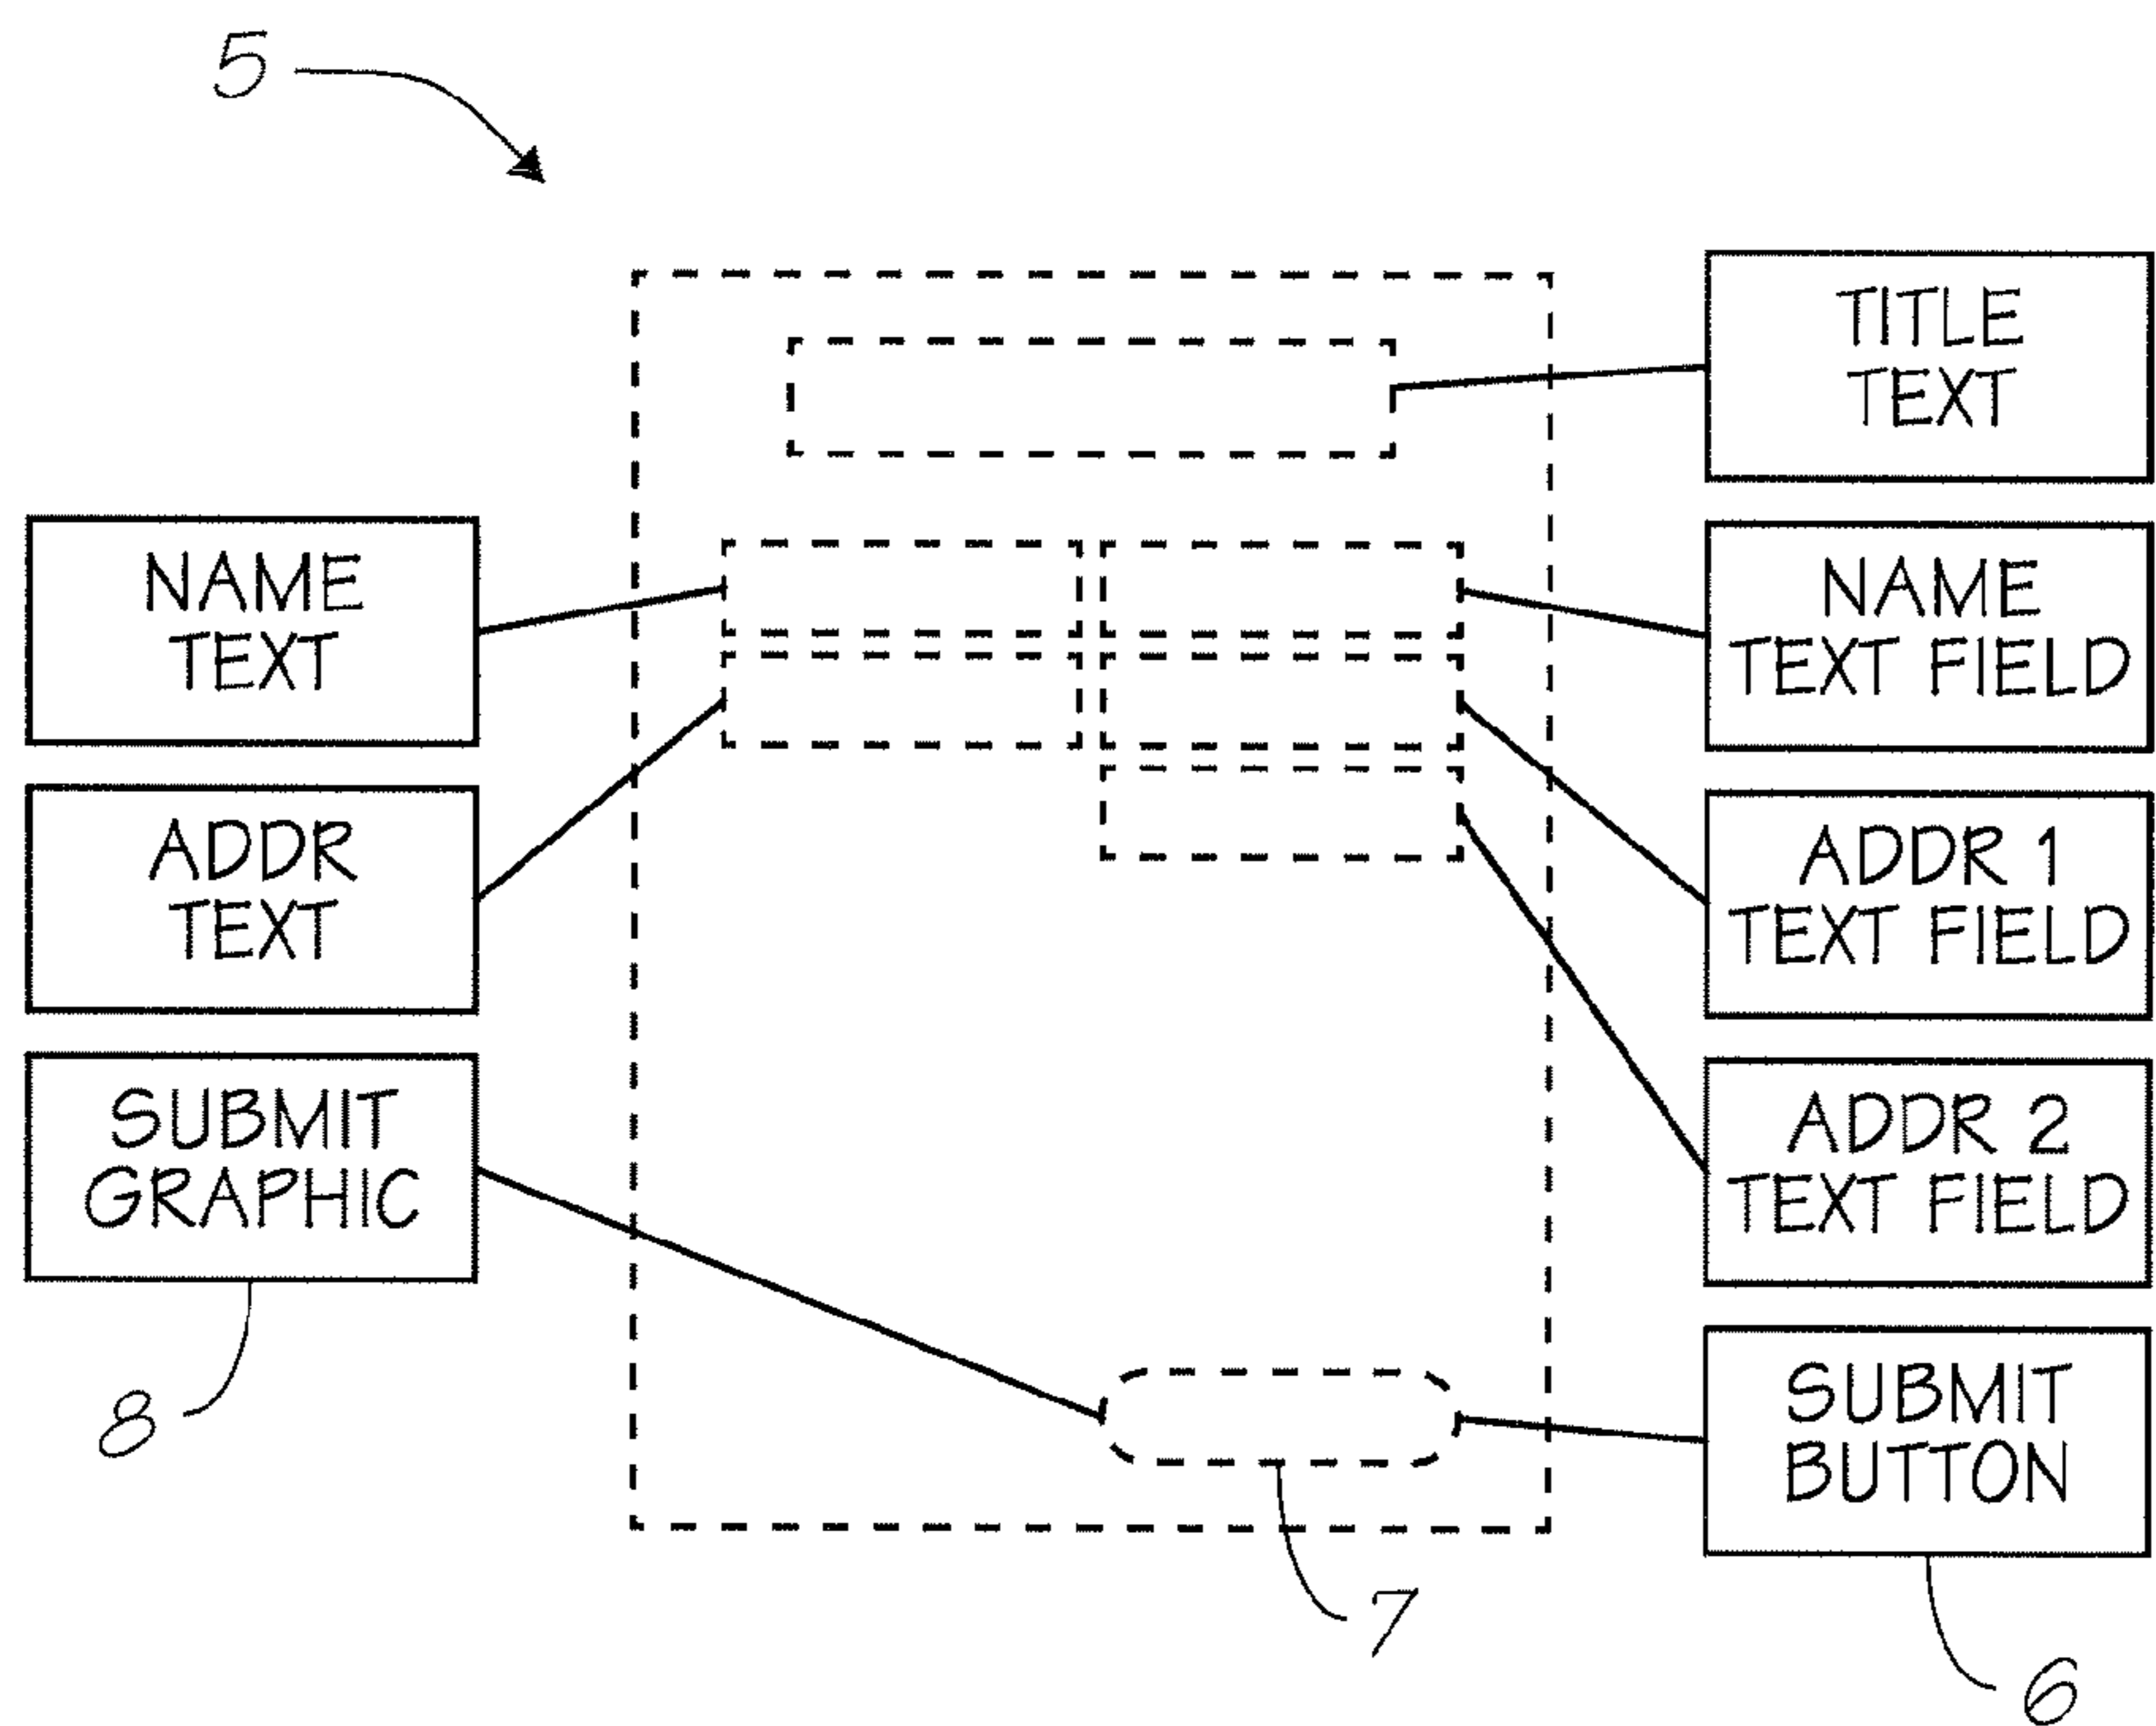 5
TITLE
TEXT
NAME
TEXT
NAME
TEXT FIELD
ADDR
TEXT
ADDR 1
TEXT FIELD
SUBMIT
GRAPHIC
ADDR 2
TEXT FIELD
SUBMIT
BUTTON
8
7
6